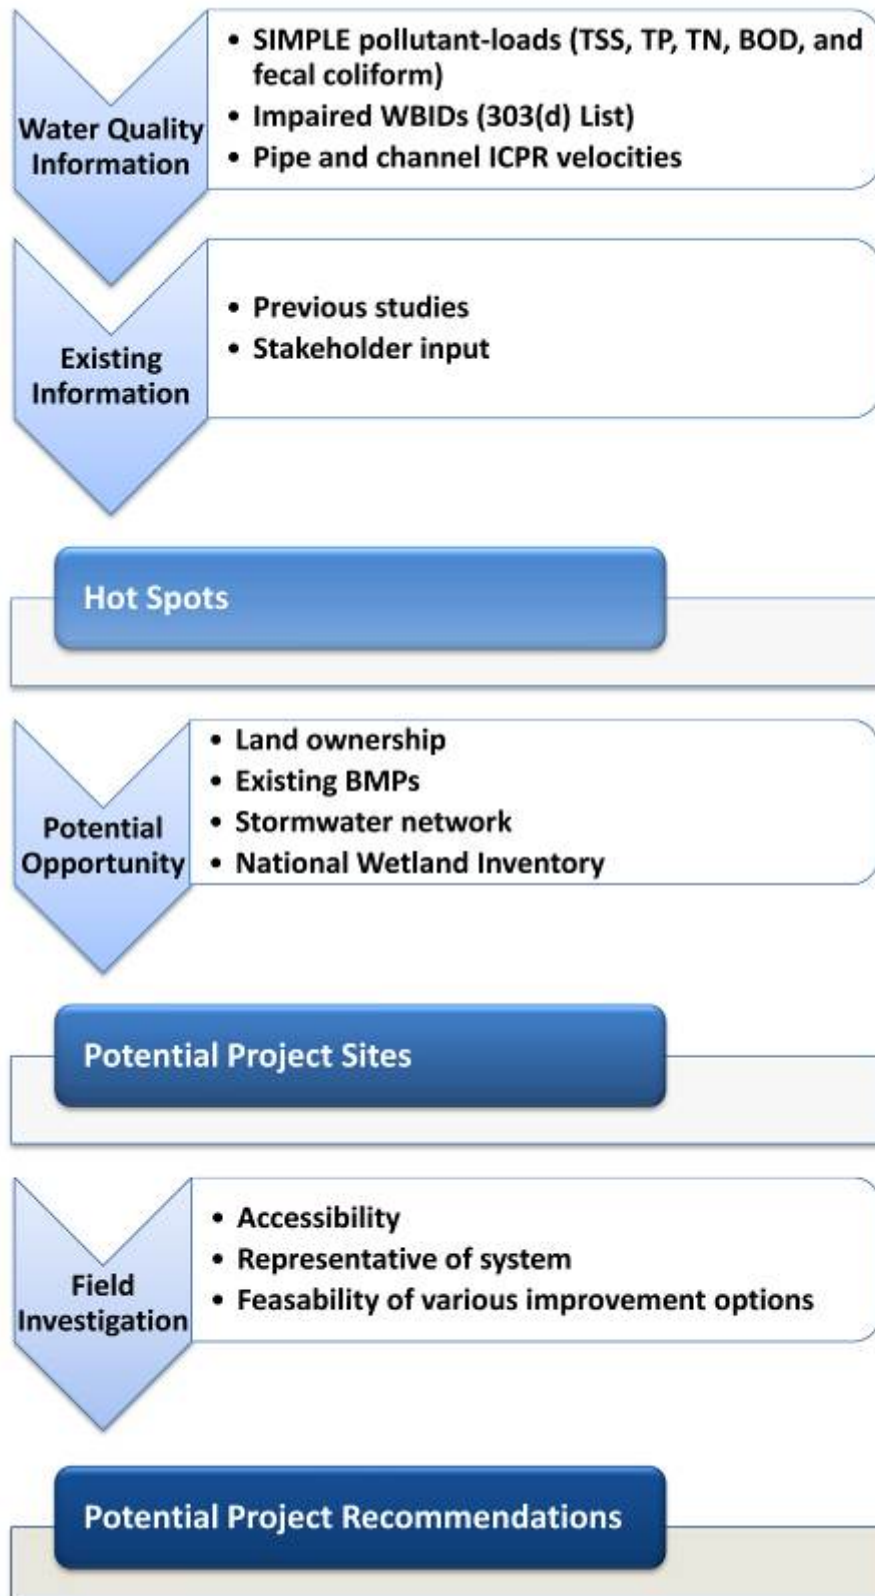 Water Quality
Information
• SIMPLE pollutant-loads (TSS, TP, TN, BOD, and
fecal coliform)
• Impaired WBIDs (303(d) List)
• Pipe and channel ICPR velocities
Existing
Information
• Previous studies
• Stakeholder input
Hot Spots
Potential
Opportunity
• Land ownership
• Existing BMPs
• Stormwater network
• National Wetland Inventory
Potential Project Sites
Field
Investigation
• Accessibility
• Representative of system
• Feasability of various improvement options
Potential Project Recommendations